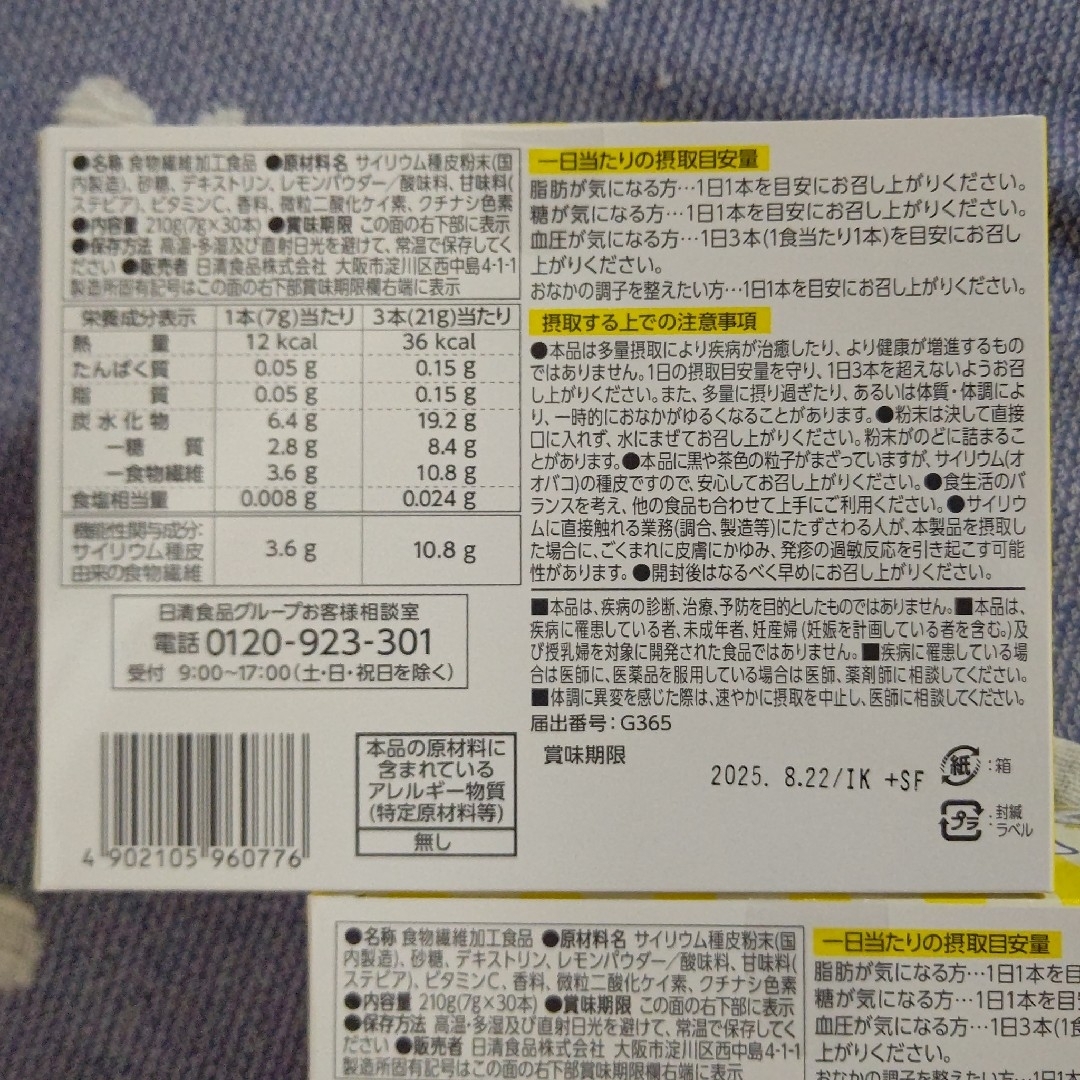 ●名称 食物繊維加工食品 ●原材料名 サイリウム種皮粉末(国
内製造)、砂糖、デキストリン、レモンパウダー／酸味料、甘味料(
ステビア)、ビタミンC、香料、微粒二酸化ケイ素、クチナシ色素
●内容量 210g(7g×30本) ●賞味期限 この面の右下部に表示
●保存方法 高温・多湿及び直射日光を避けて、常温で保存してく
ださい ●販売者 日清食品株式会社 大阪市淀川区西中島4-1-1
製造所固有記号はこの面の右下部賞味期限欄右端に表示
栄養成分表示 1本(7g)当たり 3本(21g)当たり
熱量 12 kcal 36 kcal
たんぱく質 0.05 g 0.15 g
脂質 0.05 g 0.15 g
炭水化物 6.4 g 19.2 g
ー糖質 2.8 g 8.4 g
ー食物繊維 3.6 g 10.8 g
食塩相当量 0.008 g 0.024 g
機能性関与成分:
サイリウム種皮 3.6 g 10.8 g
由来の食物繊維
日清食品グループお客様相談室
電話 0120-923-301
受付 9:00～17:00(土・日・祝日を除く)
4 902105 960776
本品の原材料に
含まれている
アレルギー物質
(特定原材料等)
無し
一日当たりの摂取目安量
脂肪が気になる方…1日1本を目安にお召し上がりください。
糖が気になる方…1日1本を目安にお召し上がりください。
血圧が気になる方…1日3本(1食当たり1本)を目安にお召し
上がりください。
おなかの調子を整えたい方…1日1本を目安にお召し上がりください。
摂取する上での注意事項
●本品は多量摂取により疾病が治癒したり、より健康が増進するもの
ではありません。1日の摂取目安量を守り、1日3本を超えないようお召
し上がりください。また、多量に摂り過ぎたり、あるいは体質・体調によ
り、一時的におなかがゆるくなることがあります。●粉末は決して直接
口に入れず、水にまぜてお召し上がりください。粉末がのどに詰まるこ
とがあります。●本品に黒や茶色の粒子がまざっていますが、サイリウム(オ
オバコ)の種皮ですので、安心してお召し上がりください。●食生活のバ
ランスを考え、他の食品も合わせて上手にご利用ください。●サイリウ
ムに直接触れる業務(調合、製造等)にたずさわる人が、本製品を摂取し
た場合に、ごくまれに皮膚にかゆみ、発疹の過敏反応を引き起こす可能
性があります。●開封後はなるべく早めにお召し上がりください。
■本品は、疾病の診断、治療、予防を目的としたものではありません。■本品は、
疾病に罹患している者、未成年者、妊産婦(妊娠を計画している者を含む。)及
び授乳婦を対象に開発された食品ではありません。■疾病に罹患している場
合は医師に、医薬品を服用している場合は医師、薬剤師に相談してください。
■体調に異変を感じた際は、速やかに摂取を中止し、医師に相談してください。
届出番号：G365
賞味期限
2025. 8.22/IK +SF
紙：箱
プラ：封緘
ラベル
●名称 食物繊維加工食品 ●原材料名 サイリウム種皮粉末(国
内製造)、砂糖、デキストリン、レモンパウダー／酸味料、甘味料(
ステビア)、ビタミンC、香料、微粒二酸化ケイ素、クチナシ色素
●内容量 210g(7g×30本) ●賞味期限 この面の右下部に表示
●保存方法 高温・多湿及び直射日光を避けて、常温で保存してく
ださい ●販売者 日清食品株式会社 大阪市淀川区西中島4-1-1
製造所固有記号はこの面の右下部賞味期限欄右端に表示
一日当たりの摂取目安量
脂肪が気になる方…1日1本を目
糖が気になる方…1日1本を目安
血圧が気になる方…1日3本(1食
上がりください。
おなかの調子を整えたい方…1日1本